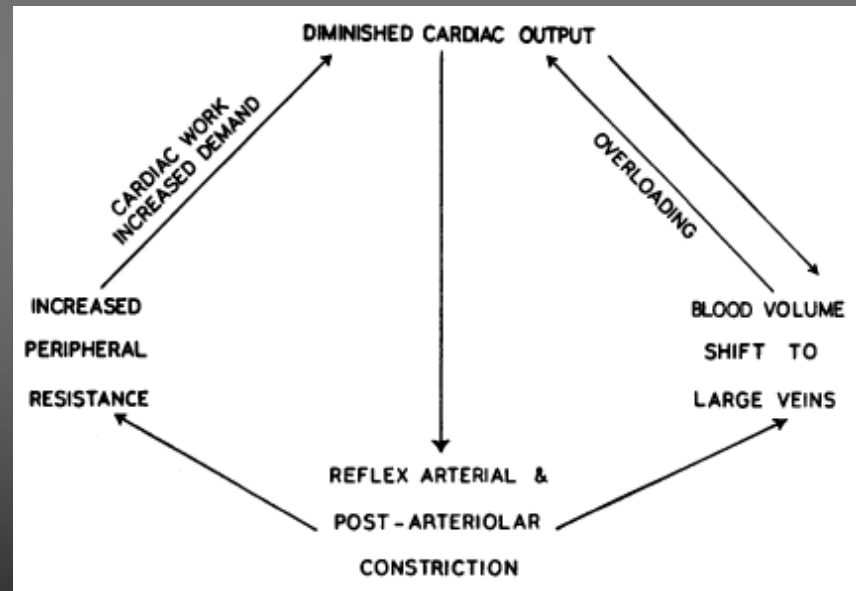 DIMINISHED CARDIAC OUTPUT
CARDIAC WORK
INCREASED DEMAND
OVERLOADING
INCREASED
PERIPHERAL
RESISTANCE
BLOOD VOLUME
SHIFT TO
LARGE VEINS
REFLEX ARTERIAL &
POST-ARTERIOLAR
CONSTRICTION